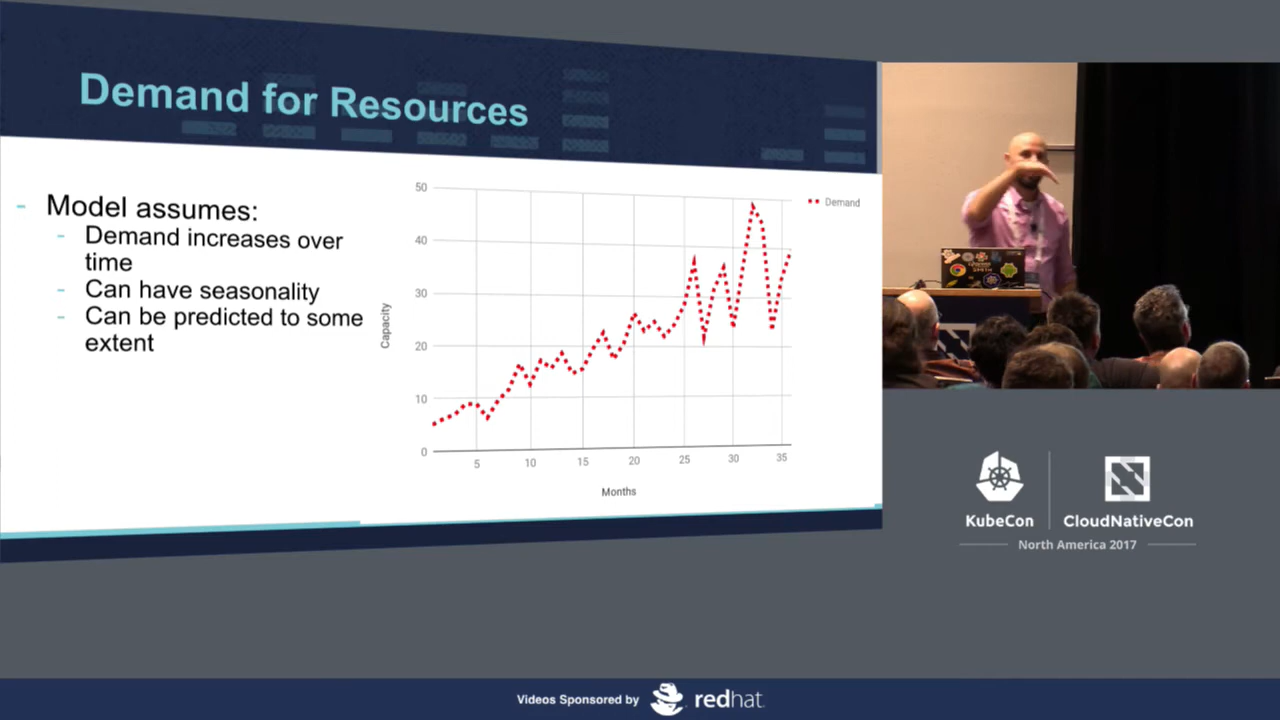 Demand for Resources
- Model assumes:
- Demand increases over
time
- Can have seasonality
- Can be predicted to some
extent
Capacity
50
40
30
20
10
0
5 10 15 20 25 30 35
Months
Demand
KubeCon
CloudNativeCon
North America 2017
Videos Sponsored by redhat